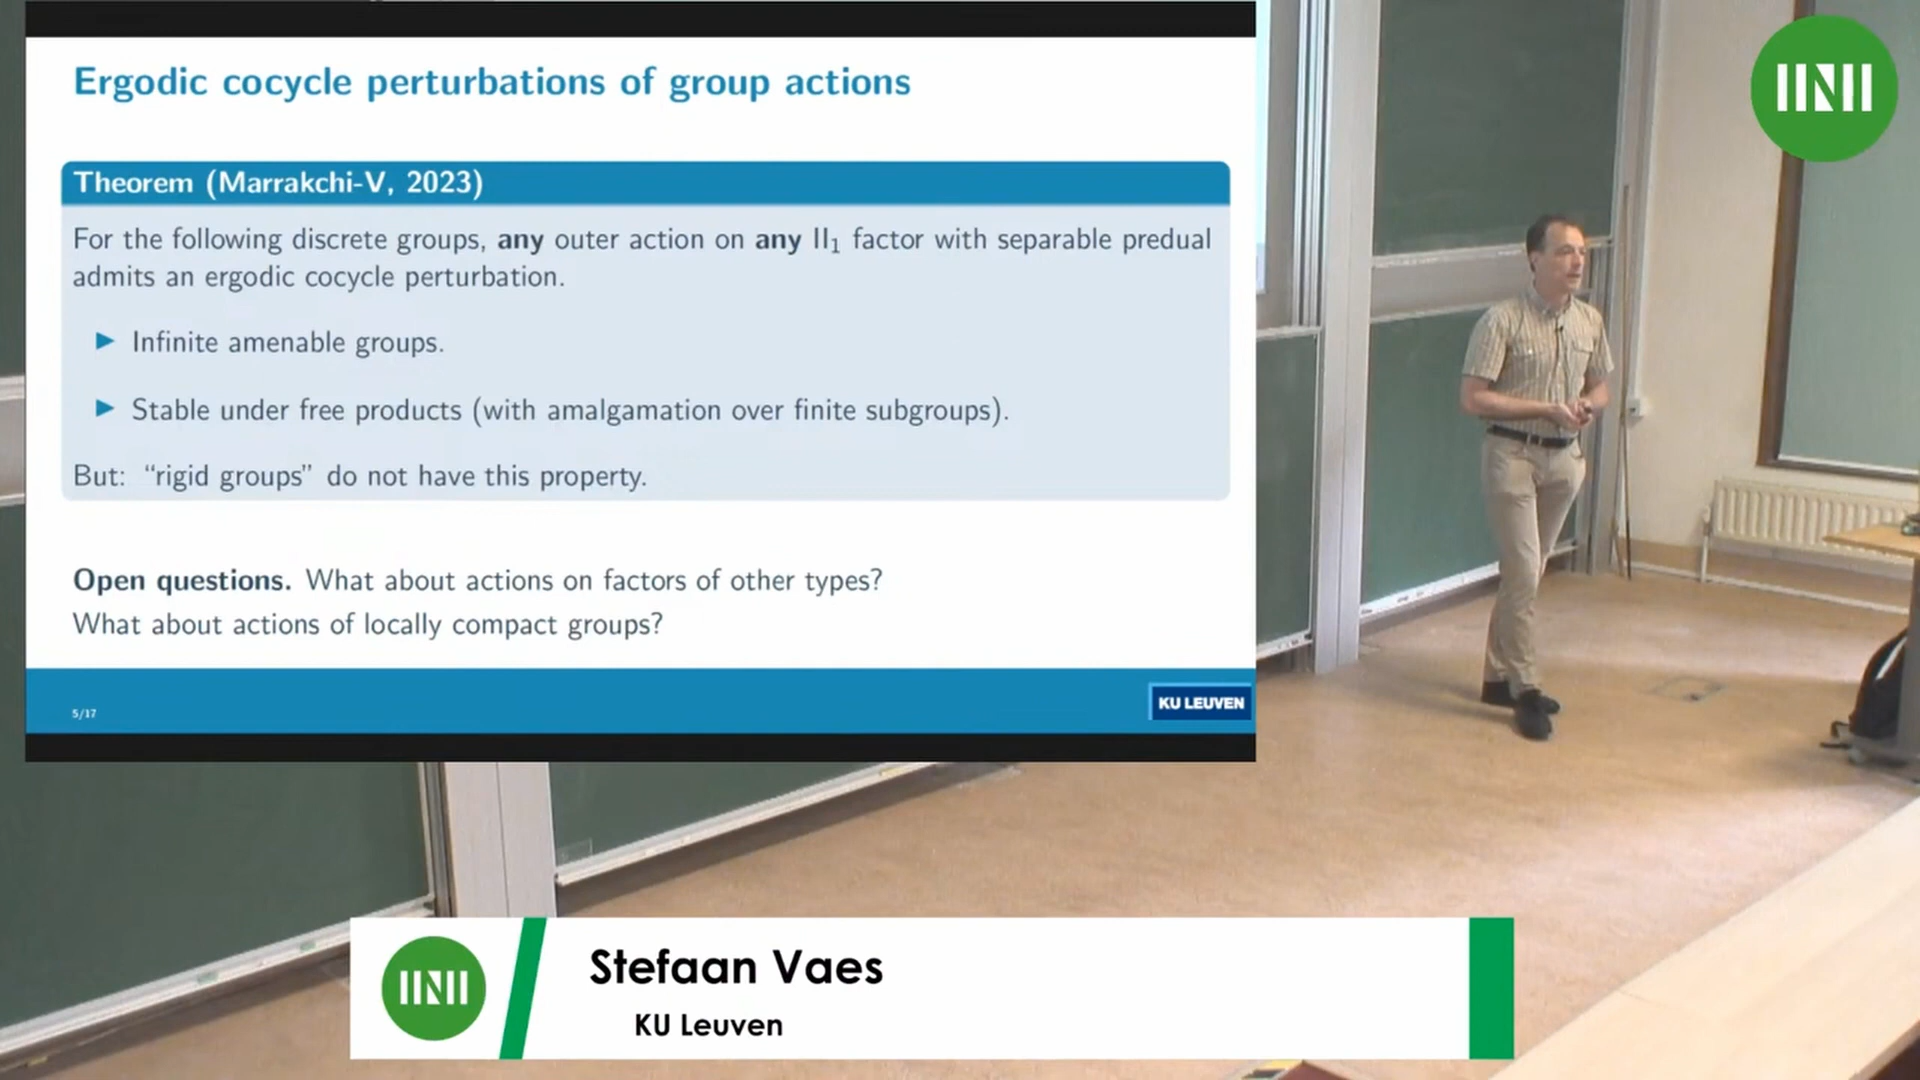 Ergodic cocycle perturbations of group actions
Theorem (Marrakchi-V, 2023)
For the following discrete groups, any outer action on any II₁ factor with separable predual
admits an ergodic cocycle perturbation.
▶ Infinite amenable groups.
▶ Stable under free products (with amalgamation over finite subgroups).
But: “rigid groups” do not have this property.
Open questions. What about actions on factors of other types?
What about actions of locally compact groups?
5/17
KU LEUVEN
Stefaan Vaes
KU Leuven